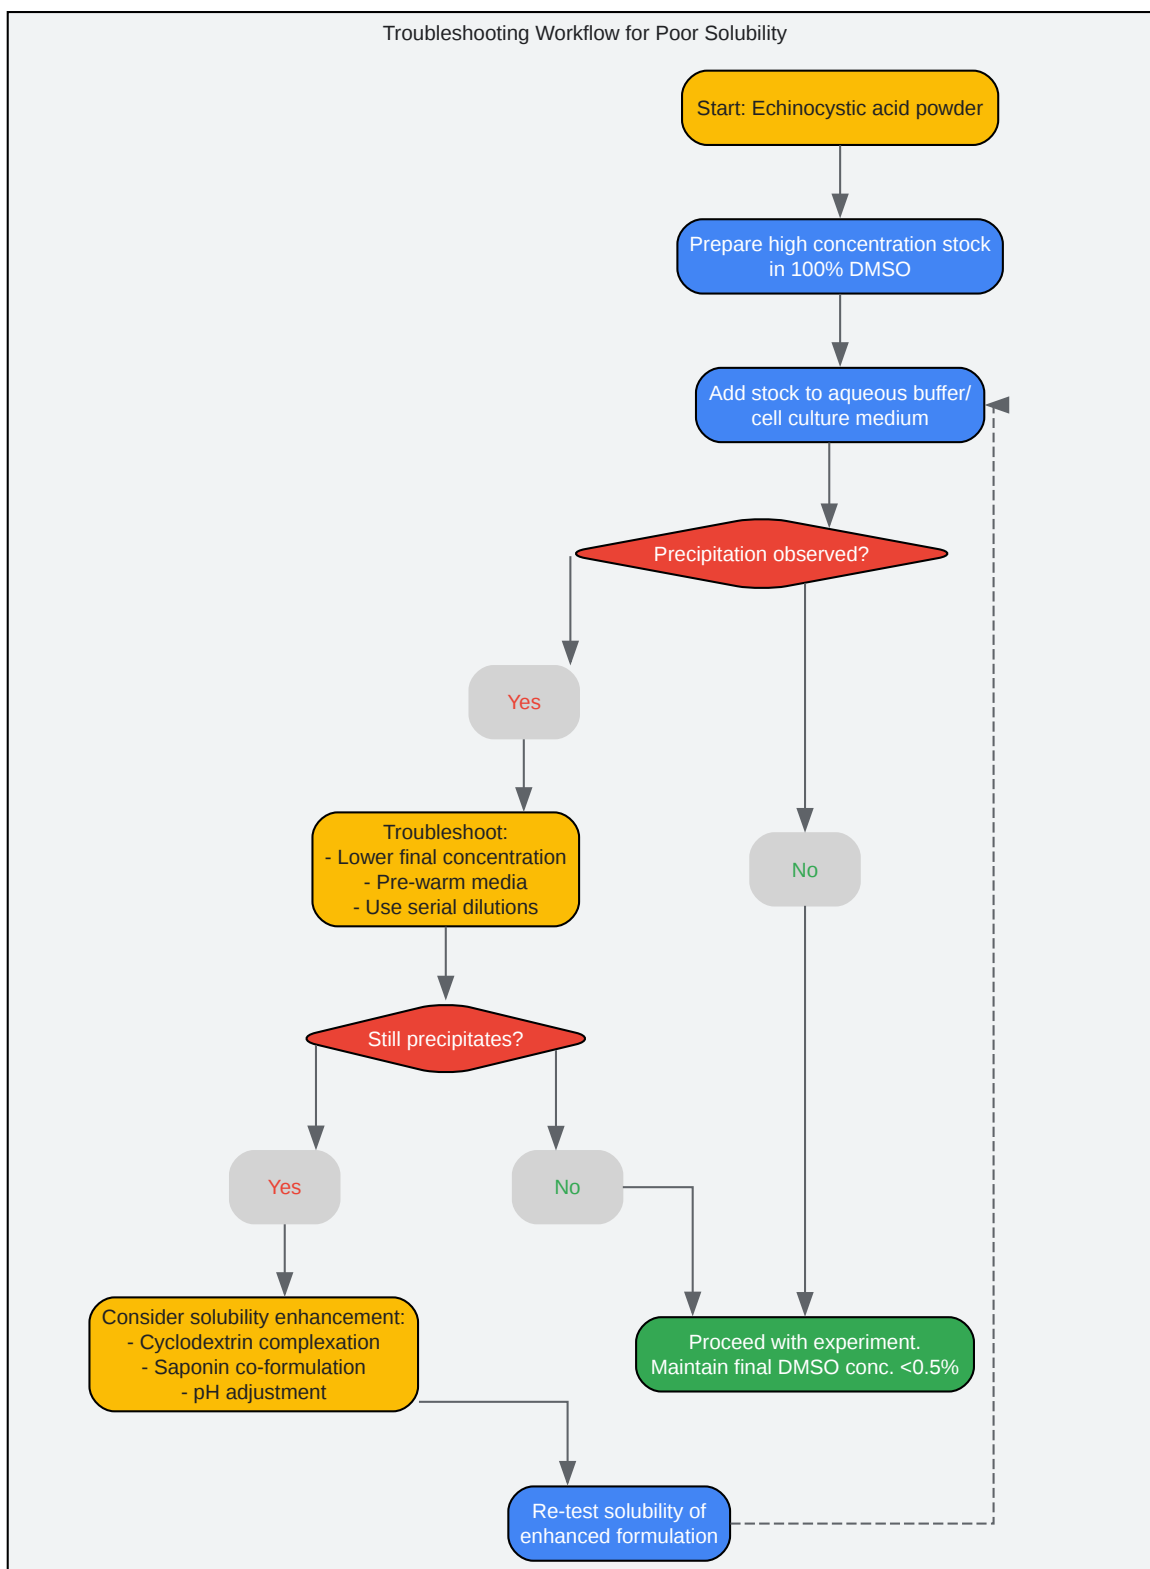 Troubleshooting Workflow for Poor Solubility
Start: Echinocystic acid powder
Prepare high concentration stock
in 100% DMSO
Add stock to aqueous buffer/
cell culture medium
Precipitation observed?
Yes
Troubleshoot:
- Lower final concentration
- Pre-warm media
- Use serial dilutions
No
Still precipitates?
Yes
No
Consider solubility enhancement:
- Cyclodextrin complexation
- Saponin co-formulation
- pH adjustment
Proceed with experiment.
Maintain final DMSO conc. <0.5%
Re-test solubility of
enhanced formulation